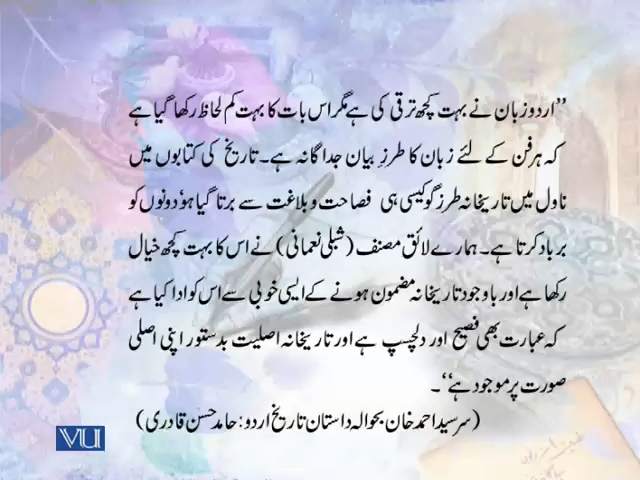 ”اردو زبان نے بہت کچھ ترقی کی ہے مگر اس بات کا بہت کم لحاظ رکھا گیا ہے
کہ ہر فن کے لئے زبان کا طرزِ بیان جدا گانہ ہے۔ تاریخ کی کتابوں میں
ناول میں تاریخانہ طرز گو کیسی ہی فصاحت و بلاغت سے برتا گیا ہو‘ دونوں کو
برباد کرتا ہے۔ ہمارے لائق مصنف (شبلی نعمانی) نے اس کا بہت کچھ خیال
رکھا ہے اور باوجود تاریخانہ مضمون ہونے کے ایسی خوبی سے اس کو ادا کیا ہے
کہ عبارت بھی فصیح اور دلچسپ ہے اور تاریخانہ اصلیت بدستور اپنی اصلی
صورت پر موجود ہے“۔
(سرسید احمد خان بحوالہ داستان تاریخ اردو: حامد حسن قادری)
VU